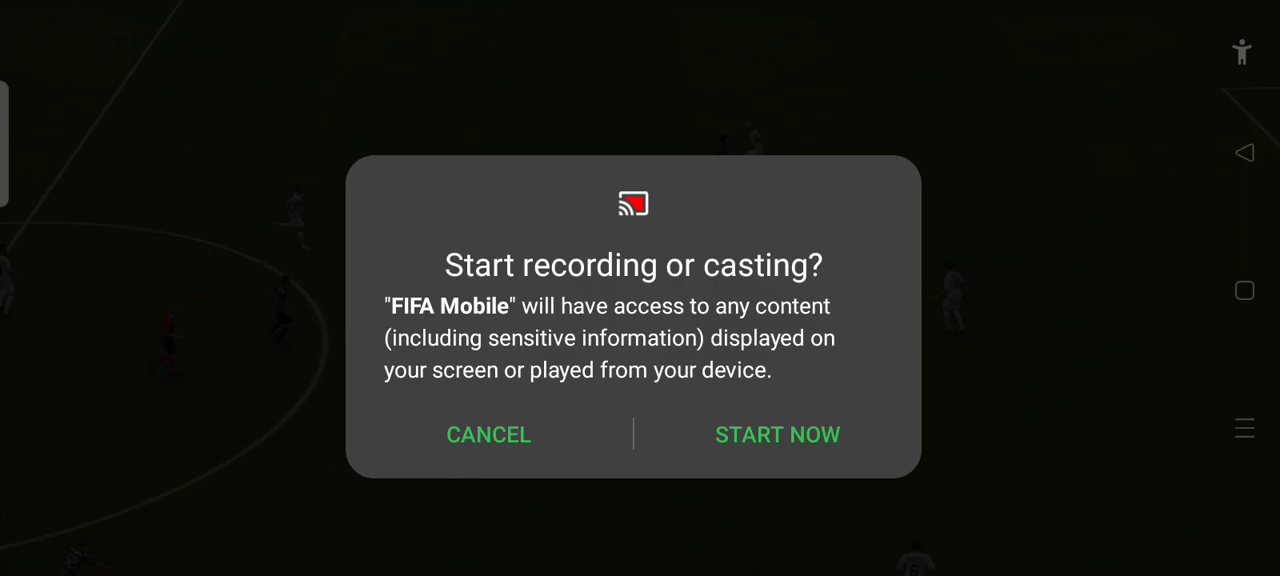 Start recording or casting?
"FIFA Mobile" will have access to any content
(including sensitive information) displayed on
your screen or played from your device.
CANCEL
START NOW